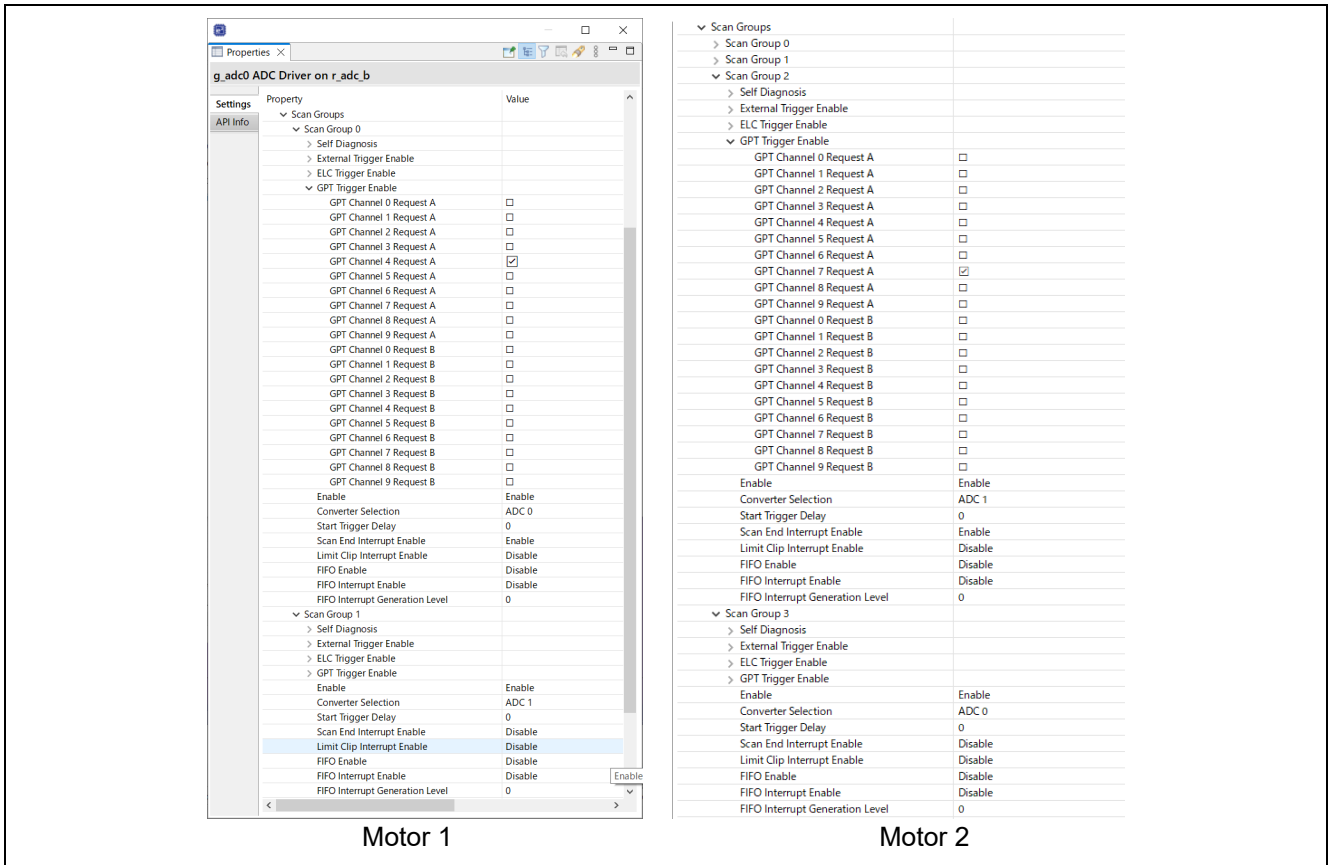 Properties
g_adc0 ADC Driver on r_adc_b
Settings
API Info
Property Value
Scan Groups
Scan Group 0
Self Diagnosis
External Trigger Enable
ELC Trigger Enable
GPT Trigger Enable
GPT Channel 0 Request A
GPT Channel 1 Request A
GPT Channel 2 Request A
GPT Channel 3 Request A
GPT Channel 4 Request A
GPT Channel 5 Request A
GPT Channel 6 Request A
GPT Channel 7 Request A
GPT Channel 8 Request A
GPT Channel 9 Request A
GPT Channel 0 Request B
GPT Channel 1 Request B
GPT Channel 2 Request B
GPT Channel 3 Request B
GPT Channel 4 Request B
GPT Channel 5 Request B
GPT Channel 6 Request B
GPT Channel 7 Request B
GPT Channel 8 Request B
GPT Channel 9 Request B
Enable Enable
Converter Selection ADC 0
Start Trigger Delay 0
Scan End Interrupt Enable Enable
Limit Clip Interrupt Enable Disable
FIFO Enable Disable
FIFO Interrupt Enable Disable
FIFO Interrupt Generation Level 0
Scan Group 1
Self Diagnosis
External Trigger Enable
ELC Trigger Enable
GPT Trigger Enable
Enable Enable
Converter Selection ADC 1
Start Trigger Delay 0
Scan End Interrupt Enable Disable
Limit Clip Interrupt Enable Disable
FIFO Enable Disable
FIFO Interrupt Enable Disable Enable
FIFO Interrupt Generation Level 0
Motor 1
Scan Groups
Scan Group 0
Scan Group 1
Scan Group 2
Self Diagnosis
External Trigger Enable
ELC Trigger Enable
GPT Trigger Enable
GPT Channel 0 Request A
GPT Channel 1 Request A
GPT Channel 2 Request A
GPT Channel 3 Request A
GPT Channel 4 Request A
GPT Channel 5 Request A
GPT Channel 6 Request A
GPT Channel 7 Request A
GPT Channel 8 Request A
GPT Channel 9 Request A
GPT Channel 0 Request B
GPT Channel 1 Request B
GPT Channel 2 Request B
GPT Channel 3 Request B
GPT Channel 4 Request B
GPT Channel 5 Request B
GPT Channel 6 Request B
GPT Channel 7 Request B
GPT Channel 8 Request B
GPT Channel 9 Request B
Enable Enable
Converter Selection ADC 1
Start Trigger Delay 0
Scan End Interrupt Enable Enable
Limit Clip Interrupt Enable Disable
FIFO Enable Disable
FIFO Interrupt Enable Disable
FIFO Interrupt Generation Level 0
Scan Group 3
Self Diagnosis
External Trigger Enable
ELC Trigger Enable
GPT Trigger Enable
Enable Enable
Converter Selection ADC 0
Start Trigger Delay 0
Scan End Interrupt Enable Disable
Limit Clip Interrupt Enable Disable
FIFO Enable Disable
FIFO Interrupt Enable Disable
FIFO Interrupt Generation Level 0
Motor 2